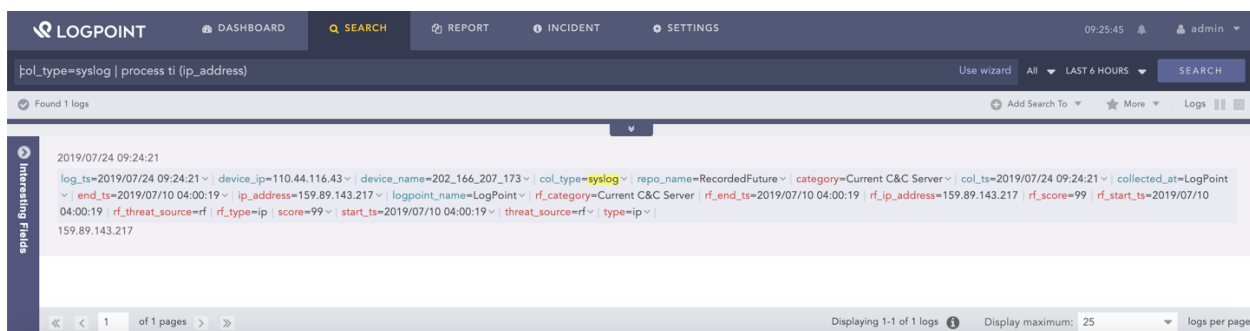 LOGPOINT DASHBOARD SEARCH REPORT INCIDENT SETTINGS 09:25:45 admin
col_type=syslog | process ti (ip_address) Use wizard All LAST 6 HOURS SEARCH
Found 1 logs Add Search To More Logs
Interesting Fields
2019/07/24 09:24:21
log_ts=2019/07/24 09:24:21 | device_ip=110.44.116.43 | device_name=202_166_207_173 | col_type=syslog | repo_name=RecordedFuture | category=Current C&C Server | col_ts=2019/07/24 09:24:21 | collected_at=LogPoint
| end_ts=2019/07/10 04:00:19 | ip_address=159.89.143.217 | logpoint_name=LogPoint | rf_category=Current C&C Server | rf_end_ts=2019/07/10 04:00:19 | rf_ip_address=159.89.143.217 | rf_score=99 | rf_start_ts=2019/07/10
04:00:19 | rf_threat_source=rf | rf_type=ip | score=99 | start_ts=2019/07/10 04:00:19 | threat_source=rf | type=ip |
159.89.143.217
1 of 1 pages Displaying 1-1 of 1 logs Display maximum: 25 logs per page